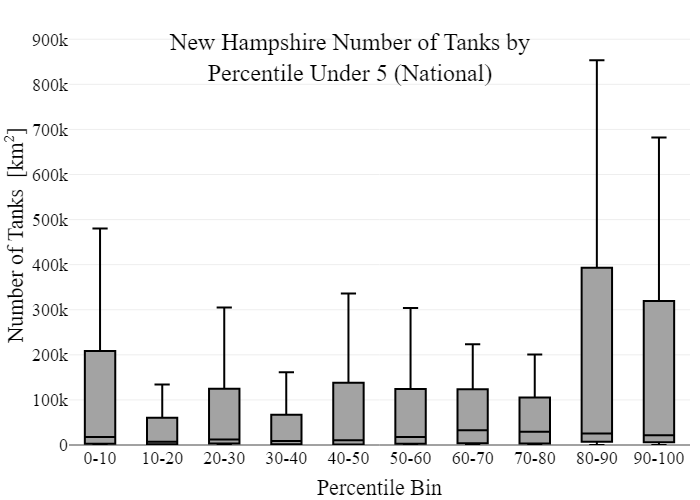 New Hampshire Number of Tanks by
Percentile Under 5 (National)
Number of Tanks [km²]
900k
800k
700k
600k
500k
400k
300k
200k
100k
0
0-10 10-20 20-30 30-40 40-50 50-60 60-70 70-80 80-90 90-100
Percentile Bin